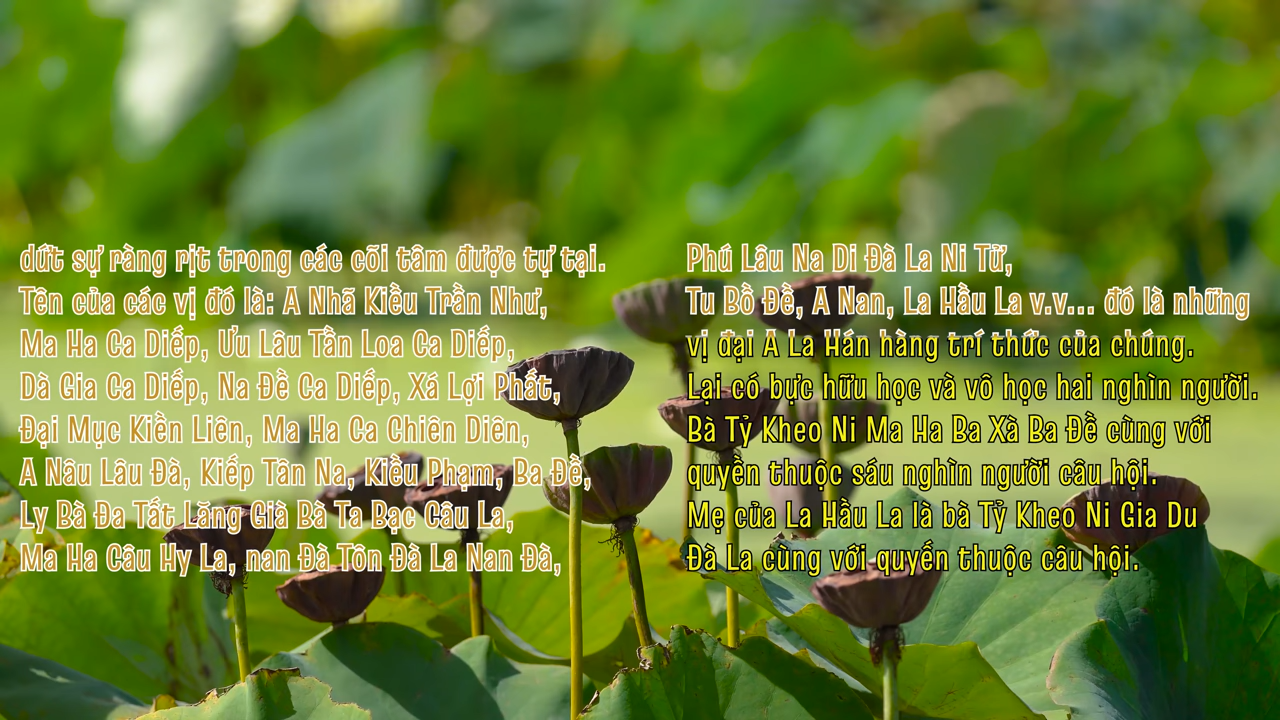 dứt sự ràng rịt trong các cõi tâm được tự tại.
Tên của các vị đó là: A Nhã Kiều Trần Như,
Ma Ha Ca Diếp, Ưu Lâu Tần Loa Ca Diếp,
Dà Gia Ca Diếp, Na Đề Ca Diếp, Xá Lợi Phất,
Đại Mục Kiền Liên, Ma Ha Ca Chiên Diên,
A Nâu Lâu Đà, Kiếp Tân Na, Kiều Phạm, Ba Đề,
Ly Bà Đa Tất Lăng Già Bà Ta Bạc Câu La,
Ma Ha Câu Hy La, nan Đà Tôn Đà La Nan Đà,
Phú Lâu Na Di Đà La Ni Tử,
Tu Bồ Đề, A Nan, La Hầu La v.v... đó là những
vị đại A La Hán hàng trí thức của chúng.
Lại có bực hữu học và vô học hai nghìn người.
Bà Tỷ Kheo Ni Ma Ha Ba Xà Ba Đề cùng với
quyền thuộc sáu nghìn người câu hội.
Mẹ của La Hầu La là bà Tỷ Kheo Ni Gia Du
Đà La cùng với quyến thuộc câu hội.